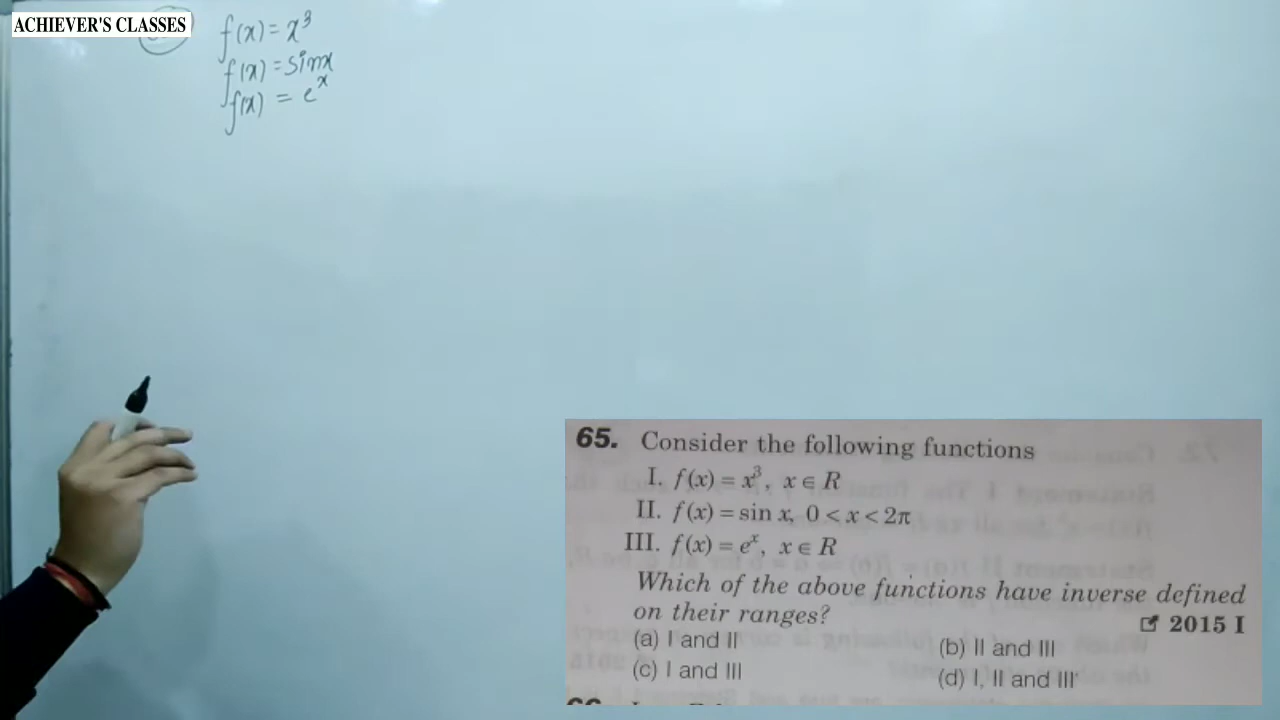 ACHIEVER'S CLASSES
f(x) = x³
f(x) = sinx
f(x) = eˣ
65. Consider the following functions
I. f(x) = x³, x ∈ R
II. f(x) = sin x, 0 < x < 2π
III. f(x) = eˣ, x ∈ R
Which of the above functions have inverse defined
on their ranges? 2015 I
(a) I and II (b) II and III
(c) I and III (d) I, II and III